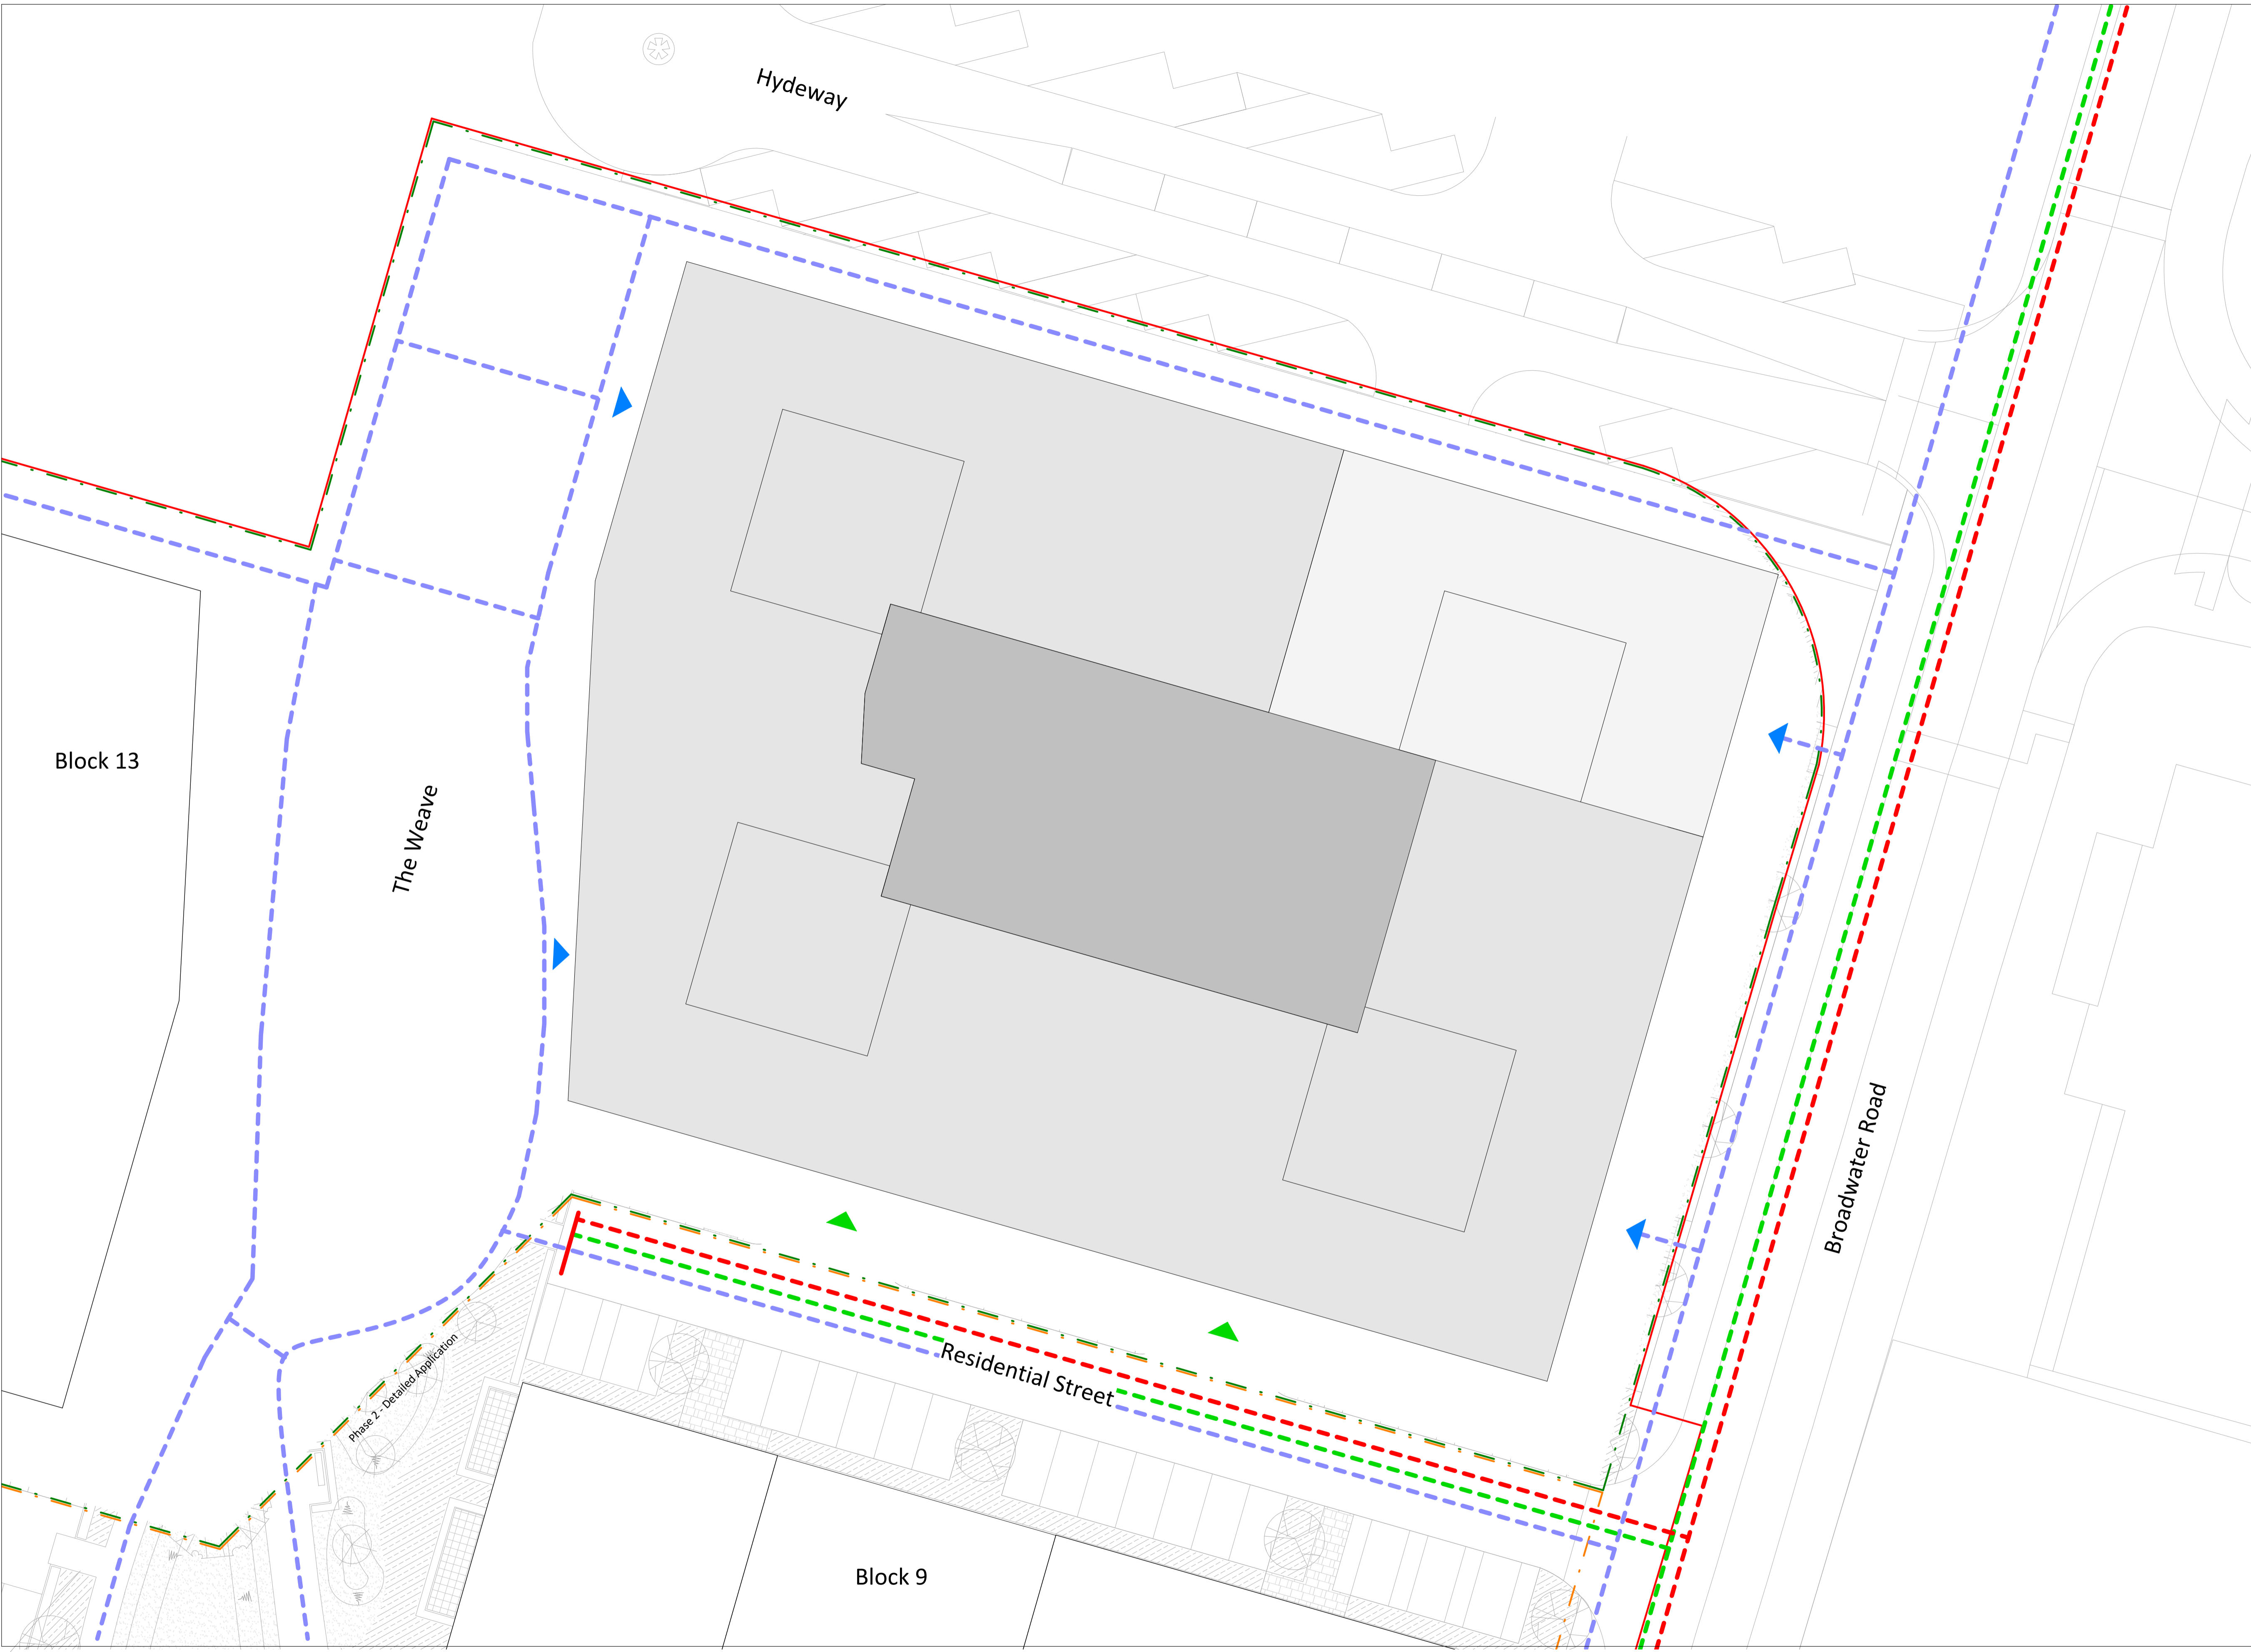 Hydeway
Block 13
The Weave
Broadwater Road
Residential Street
Phase 2 - Detailed Application
Block 9